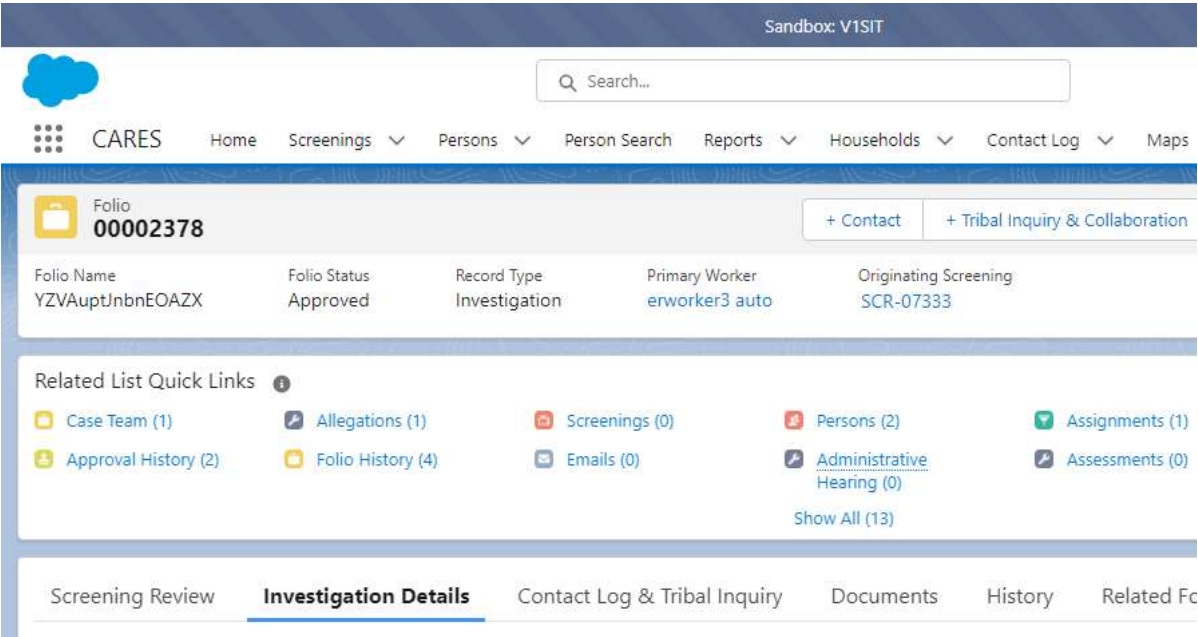 Sandbox: V1SIT
Search...
CARES Home Screenings Persons Person Search Reports Households Contact Log Maps
Folio
00002378
+ Contact + Tribal Inquiry & Collaboration
Folio Name Folio Status Record Type Primary Worker Originating Screening
YZVAuptJnbnEOAZX Approved Investigation erworker3 auto SCR-07333
Related List Quick Links
Case Team (1) Allegations (1) Screenings (0) Persons (2) Assignments (1)
Approval History (2) Folio History (4) Emails (0) Administrative Hearing (0) Assessments (0)
Show All (13)
Screening Review Investigation Details Contact Log & Tribal Inquiry Documents History Related Fo